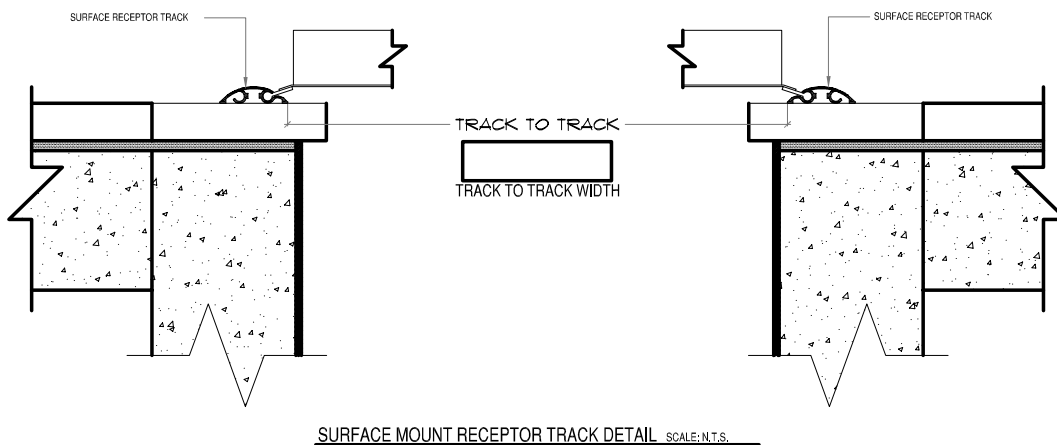 SURFACE RECEPTOR TRACK
SURFACE RECEPTOR TRACK
TRACK TO TRACK
TRACK TO TRACK WIDTH
SURFACE MOUNT RECEPTOR TRACK DETAIL SCALE: N.T.S.